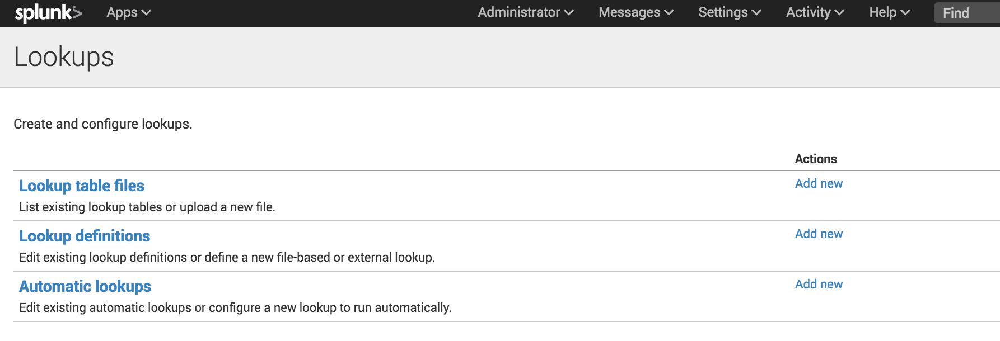 splunk> Apps Administrator Messages Settings Activity Help Find
Lookups
Create and configure lookups.
Actions
Lookup table files Add new
List existing lookup tables or upload a new file.
Lookup definitions Add new
Edit existing lookup definitions or define a new file-based or external lookup.
Automatic lookups Add new
Edit existing automatic lookups or configure a new lookup to run automatically.